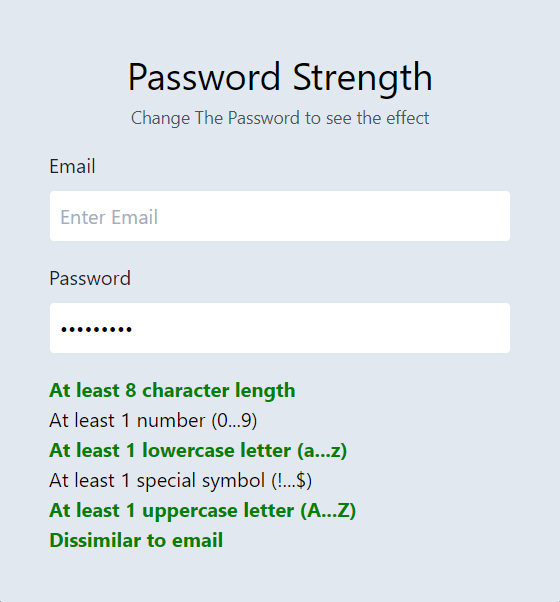 Password Strength
Change The Password to see the effect
Email
Enter Email
Password
•••••••••
At least 8 character length
At least 1 number (0...9)
At least 1 lowercase letter (a...z)
At least 1 special symbol (!...$)
At least 1 uppercase letter (A...Z)
Dissimilar to email